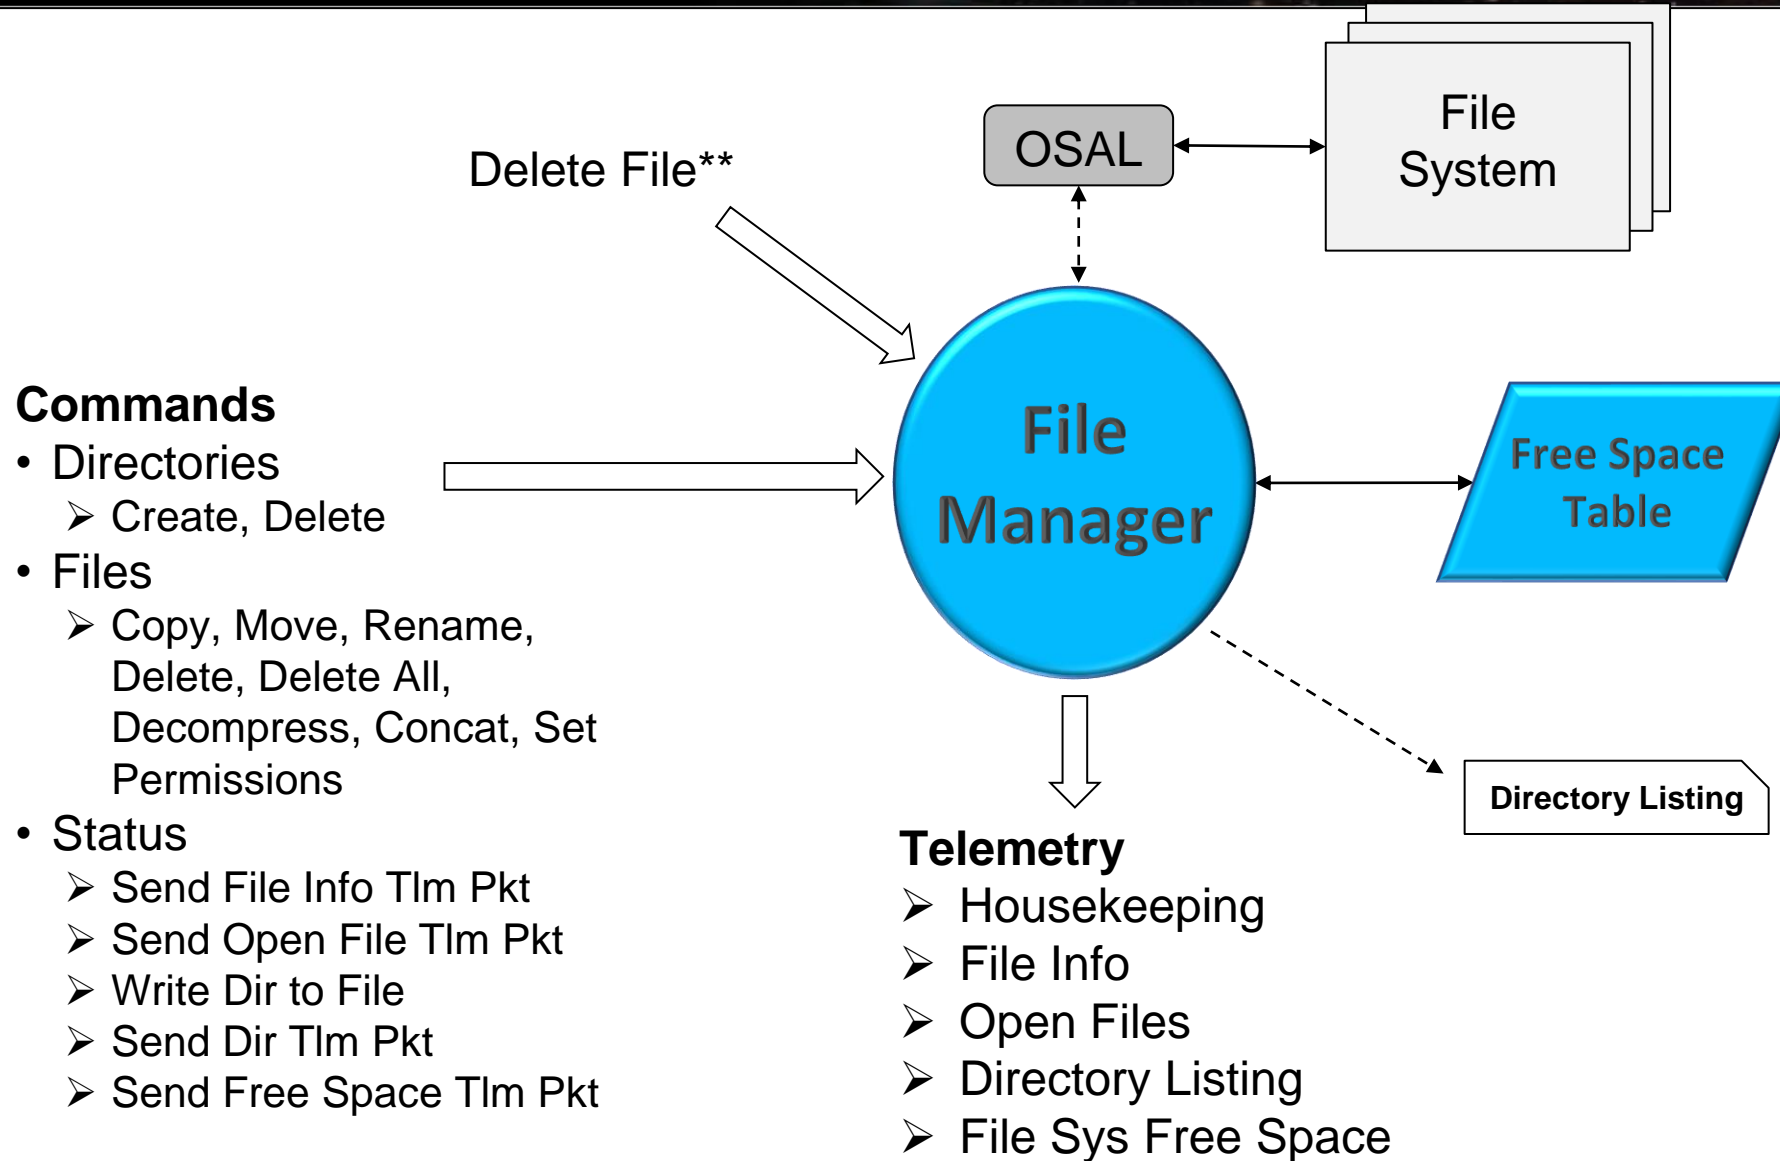 File
System
OSAL
Delete File**
Commands
• Directories
➢ Create, Delete
• Files
➢ Copy, Move, Rename,
Delete, Delete All,
Decompress, Concat, Set
Permissions
• Status
➢ Send File Info Tlm Pkt
➢ Send Open File Tlm Pkt
➢ Write Dir to File
➢ Send Dir Tlm Pkt
➢ Send Free Space Tlm Pkt
File
Manager
Free Space
Table
Directory Listing
Telemetry
➢ Housekeeping
➢ File Info
➢ Open Files
➢ Directory Listing
➢ File Sys Free Space